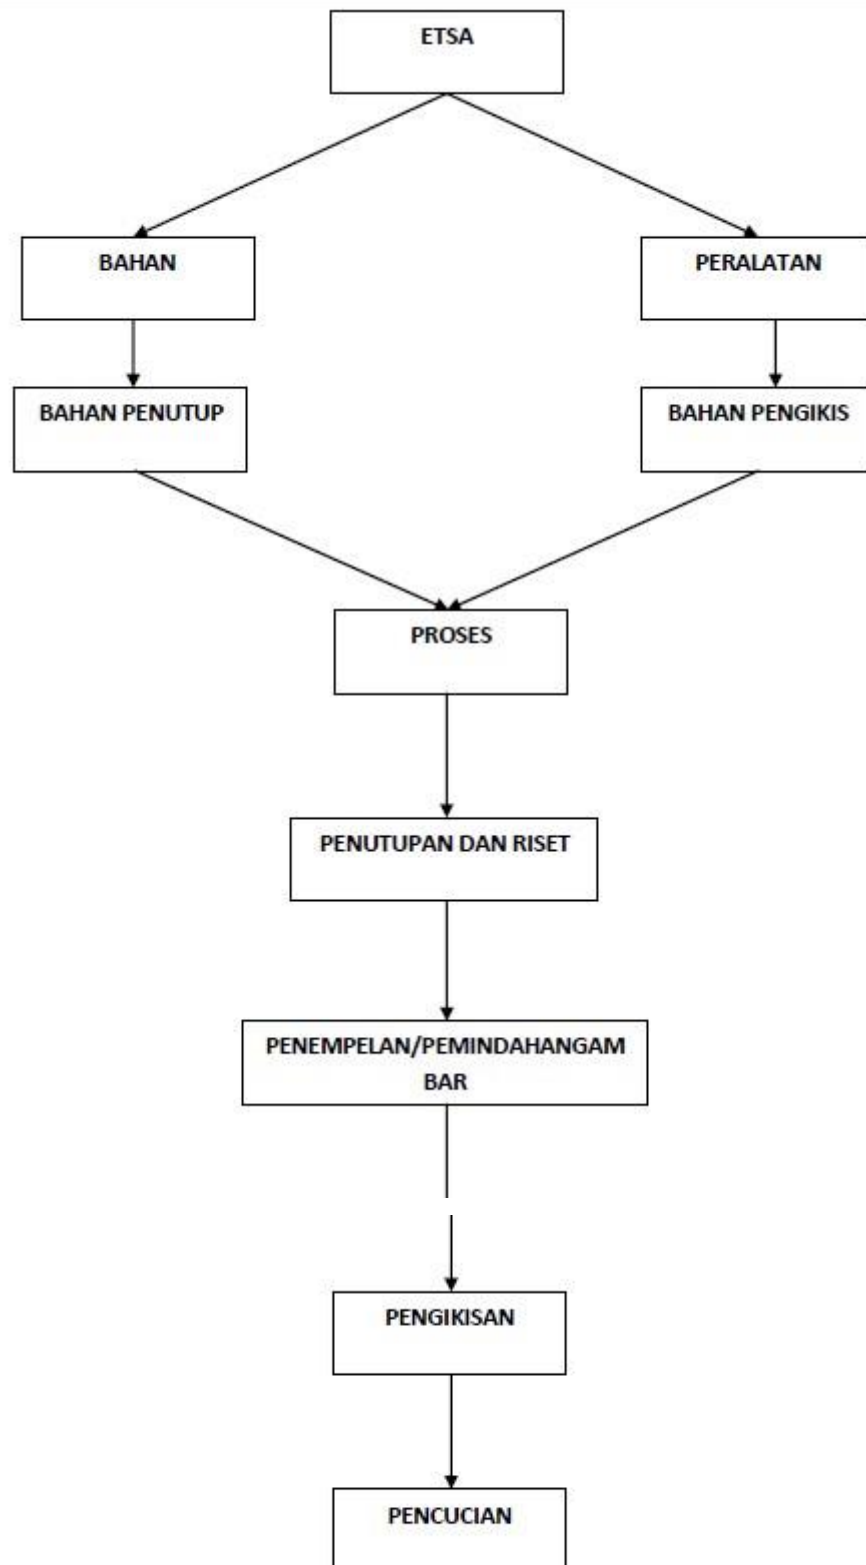 ETSA
BAHAN
PERALATAN
BAHAN PENUTUP
BAHAN PENGIKIS
PROSES
PENUTUPAN DAN RISET
PENEMPELAN/PEMINDAHANGAM
BAR
PENGIKISAN
PENCUCIAN